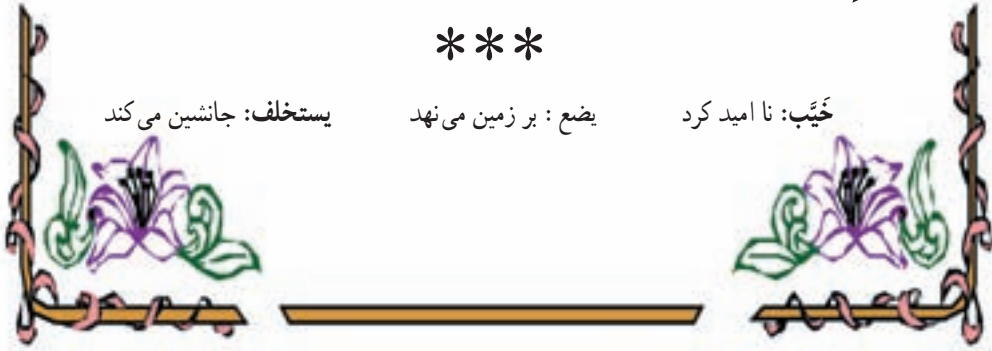 ***
خَيَّب: نا امید کرد یضع : بر زمین می‌نهد یستخلف: جانشین می‌کند